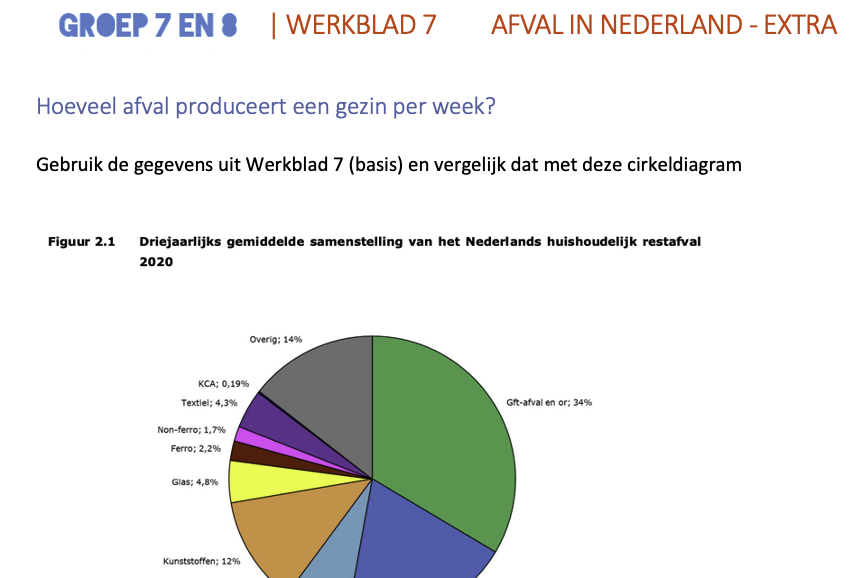 GROEP 7 EN 8 | WERKBLAD 7 AFVAL IN NEDERLAND - EXTRA
Hoeveel afval produceert een gezin per week?
Gebruik de gegevens uit Werkblad 7 (basis) en vergelijk dat met deze cirkeldiagram
Figuur 2.1 Driejaarlijks gemiddelde samenstelling van het Nederlands huishoudelijk restafval
2020
Overig; 14%
KCA; 0,19%
Textiel; 4,3%
Gft-afval en or; 34%
Non-ferro; 1,7%
Ferro; 2,2%
Glas; 4,8%
Kunststoffen; 12%